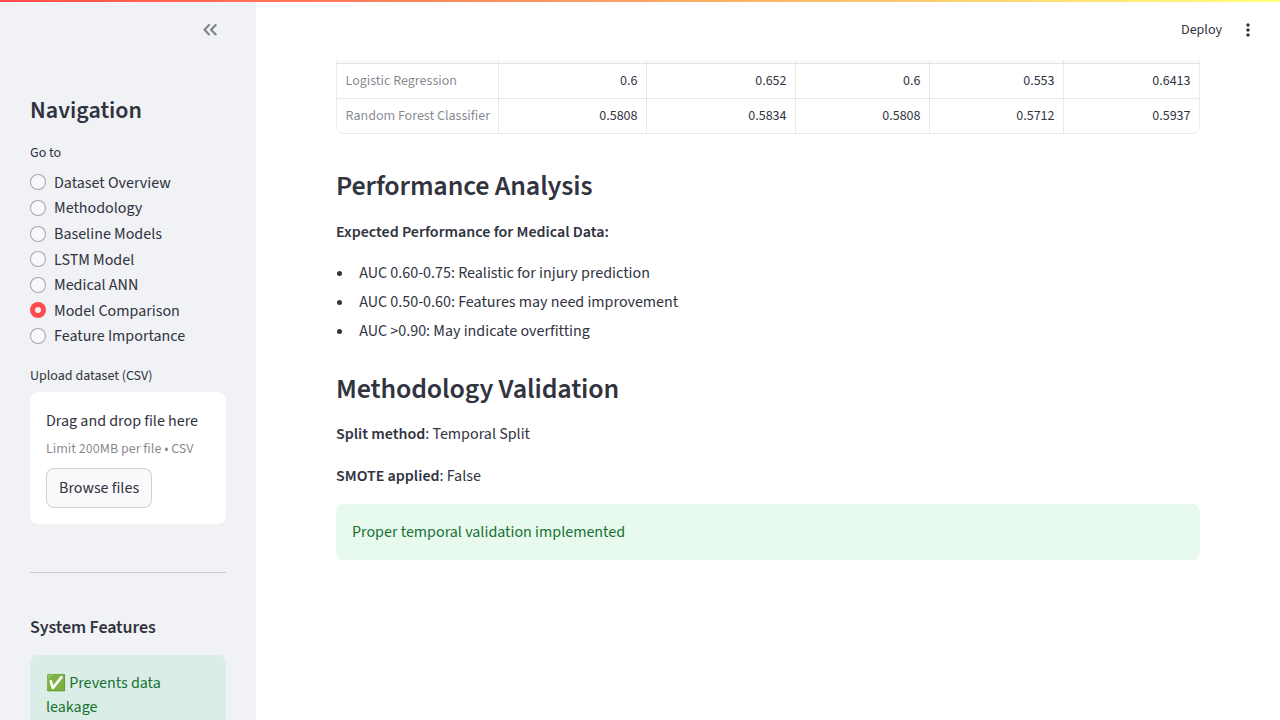 Deploy
Navigation
Go to
Dataset Overview
Methodology
Baseline Models
LSTM Model
Medical ANN
Model Comparison
Feature Importance
Upload dataset (CSV)
Drag and drop file here
Limit 200MB per file • CSV
Browse files
System Features
✅ Prevents data
leakage
Logistic Regression 0.6 0.652 0.6 0.553 0.6413
Random Forest Classifier 0.5808 0.5834 0.5808 0.5712 0.5937
Performance Analysis
Expected Performance for Medical Data:
• AUC 0.60-0.75: Realistic for injury prediction
• AUC 0.50-0.60: Features may need improvement
• AUC >0.90: May indicate overfitting
Methodology Validation
Split method: Temporal Split
SMOTE applied: False
Proper temporal validation implemented